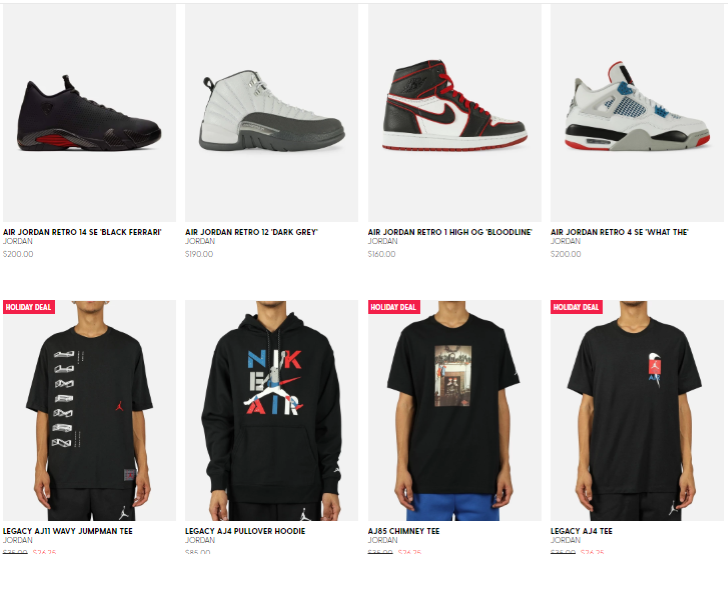 AIR JORDAN RETRO 14 SE 'BLACK FERRARI'
JORDAN
$200.00
AIR JORDAN RETRO 12 'DARK GREY'
JORDAN
$190.00
AIR JORDAN RETRO 1 HIGH OG 'BLOODLINE'
JORDAN
$160.00
AIR JORDAN RETRO 4 SE 'WHAT THE'
JORDAN
$200.00
HOLIDAY DEAL
LEGACY AJ11 WAVY JUMPMAN TEE
JORDAN
$35.00 $26.25
NIK
E
AIR
LEGACY AJ4 PULLOVER HOODIE
JORDAN
$85.00
HOLIDAY DEAL
AJ85 CHIMNEY TEE
JORDAN
$35.00 $26.25
HOLIDAY DEAL
LEGACY AJ4 TEE
JORDAN
$35.00 $26.25